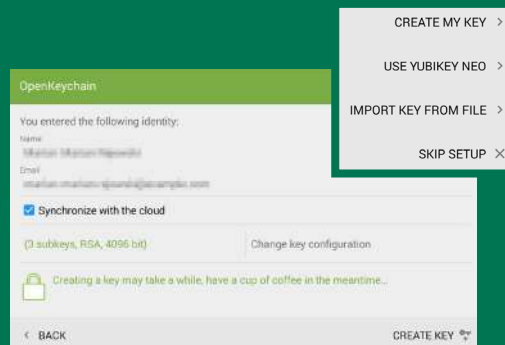 CREATE MY KEY
USE YUBIKEY NEO
IMPORT KEY FROM FILE
SKIP SETUP
OpenKeychain
You entered the following identity:
Name
Email
Synchronize with the cloud
(3 subkeys, RSA, 4096 bit)
Change key configuration
Creating a key may take a while, have a cup of coffee in the meantime...
BACK
CREATE KEY